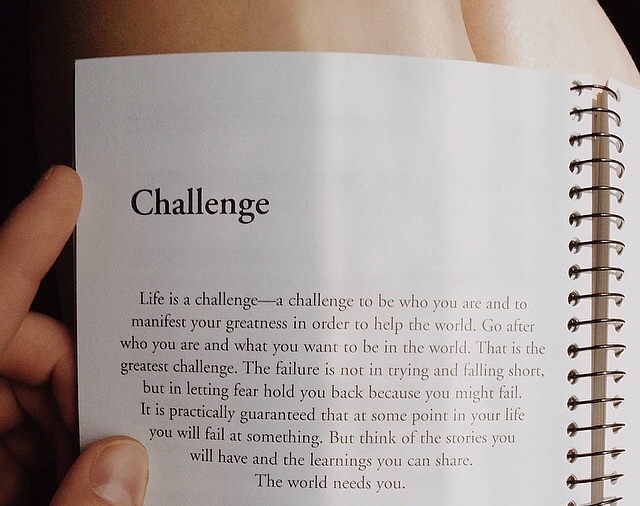 Challenge
Life is a challenge—a challenge to be who you are and to
manifest your greatness in order to help the world. Go after
who you are and what you want to be in the world. That is the
greatest challenge. The failure is not in trying and falling short,
but in letting fear hold you back because you might fail.
It is practically guaranteed that at some point in your life
you will fail at something. But think of the stories you
will have and the learnings you can share.
The world needs you.